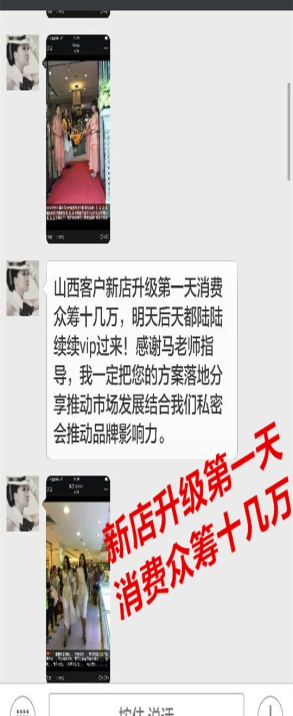 山西客户新店升级第一天消费
众筹十几万，明天后天都陆陆
续续vip过来！感谢马老师指
导，我一定把您的方案落地分
享推动市场发展结合我们私密
会推动品牌影响力。
新店升级第一天
消费众筹十几万
按住 说话